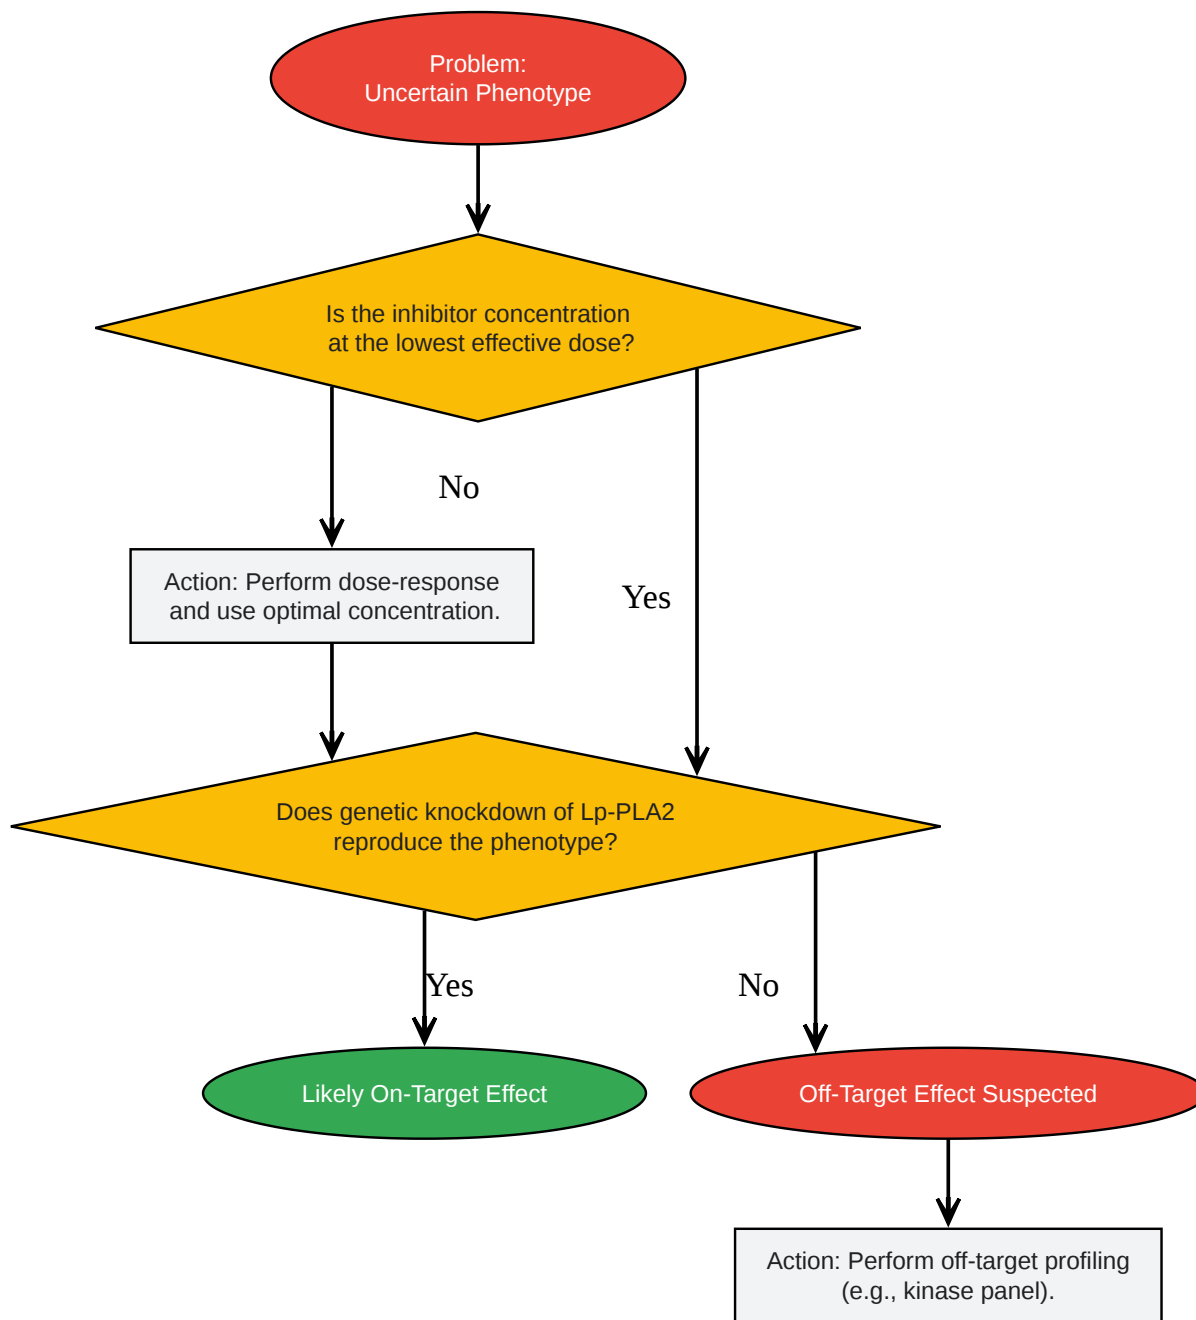 Problem:
Uncertain Phenotype
Is the inhibitor concentration
at the lowest effective dose?
No
Action: Perform dose-response
and use optimal concentration.
Yes
Does genetic knockdown of Lp-PLA2
reproduce the phenotype?
Yes
No
Likely On-Target Effect
Off-Target Effect Suspected
Action: Perform off-target profiling
(e.g., kinase panel).